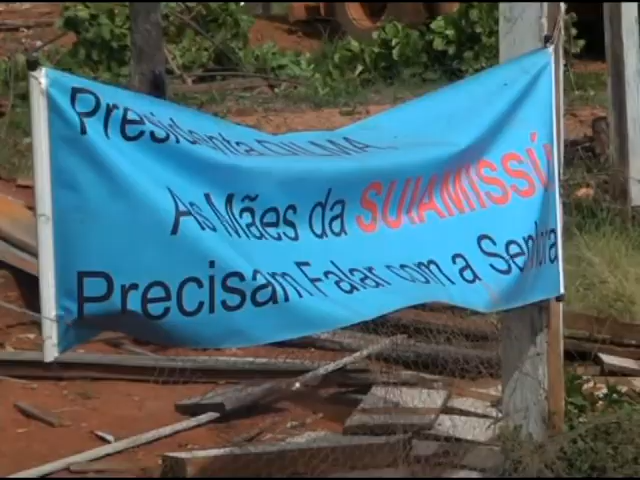 Presidenta DILMA
As Mães da SUIAMISSÚ
Precisam Falar com a Senhora